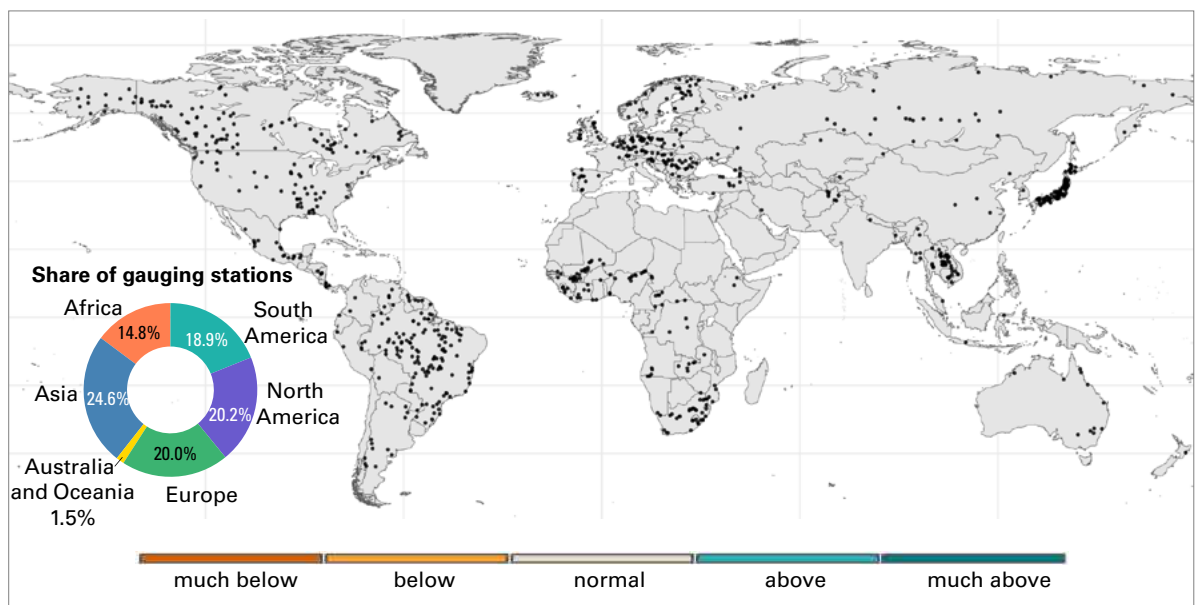 Share of gauging stations
Africa
14.8%
South
America
18.9%
Asia
24.6%
North
America
20.2%
20.0%
Australia
and Oceania
1.5%
Europe
much below
below
normal
above
much above